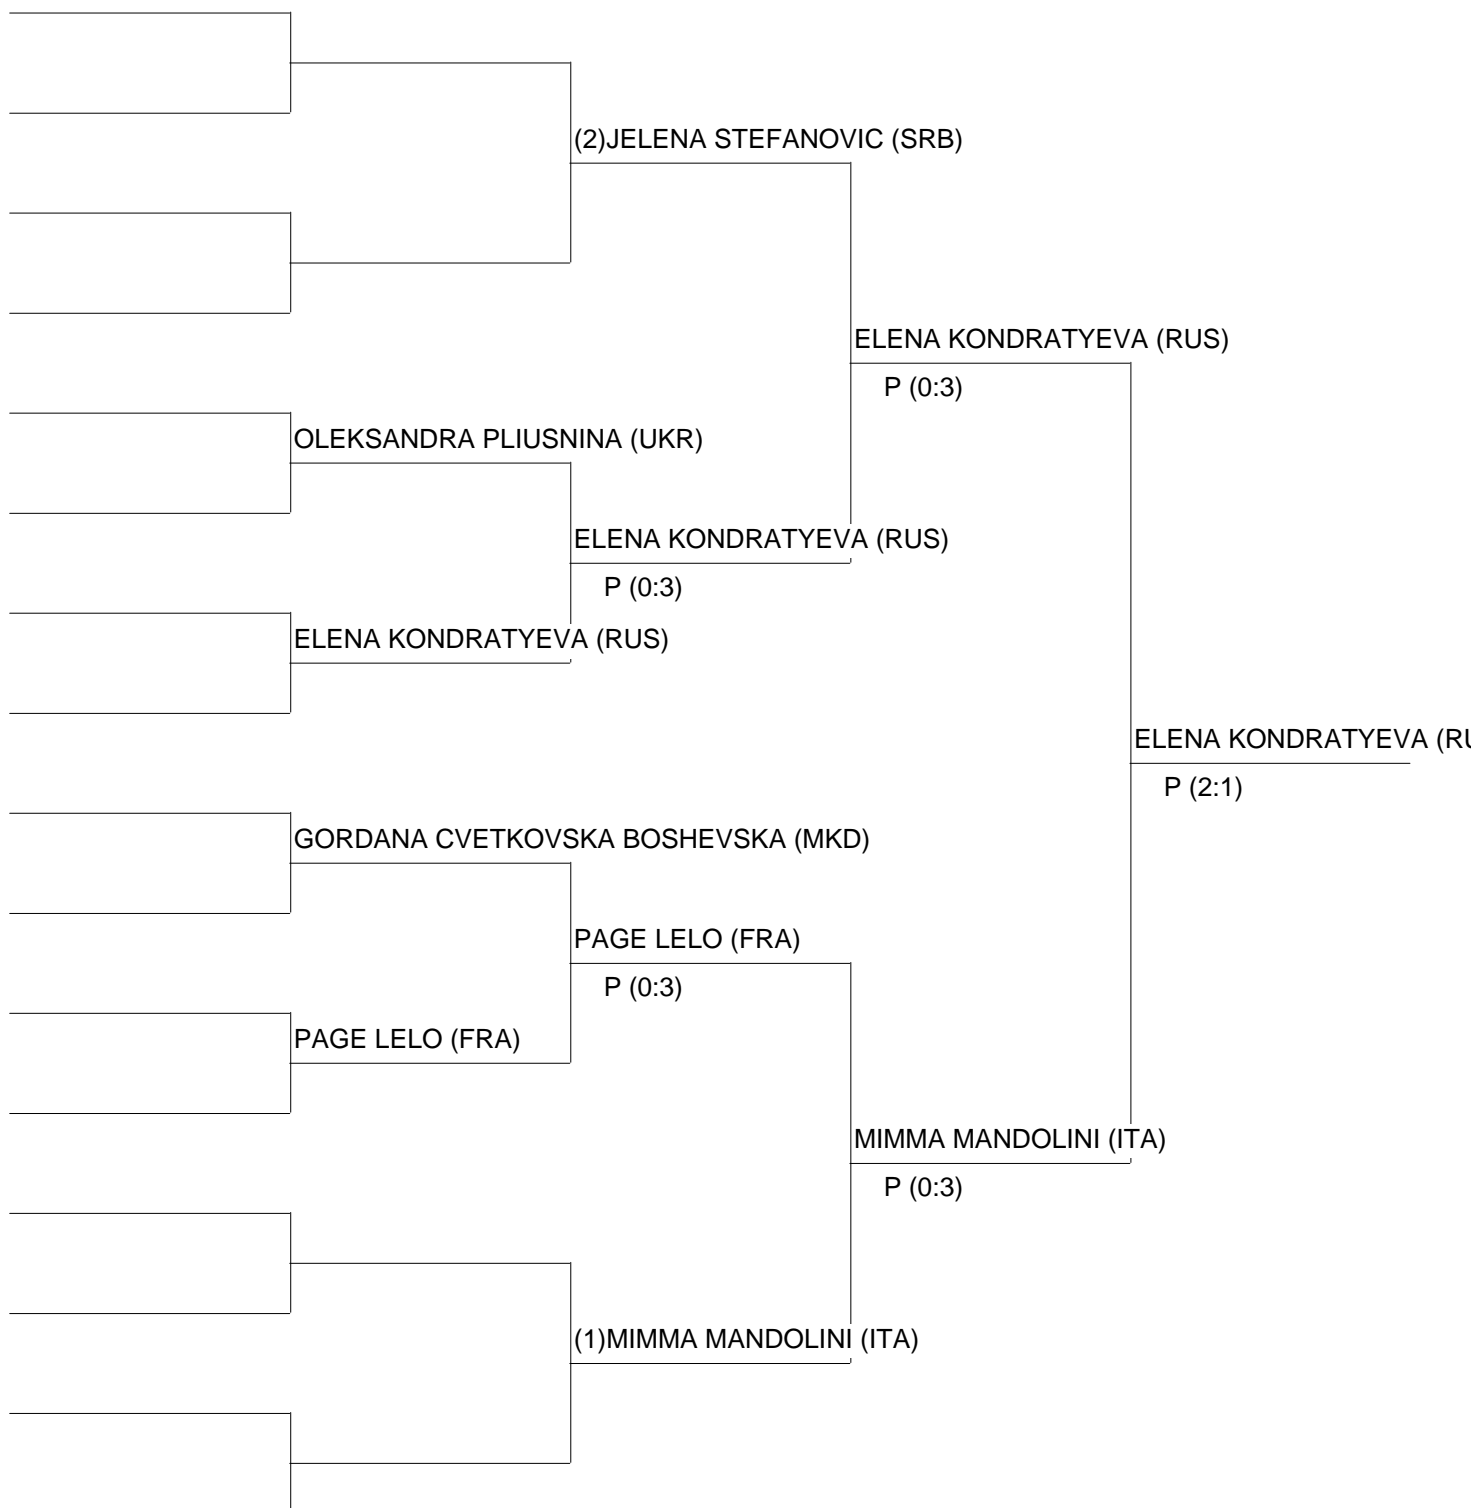 (2)JELENA STEFANOVIC (SRB)
ELENA KONDRATYEVA (RUS)
P (0:3)
OLEKSANDRA PLIUSNINA (UKR)
ELENA KONDRATYEVA (RUS)
P (0:3)
ELENA KONDRATYEVA (RUS)
ELENA KONDRATYEVA (RU
P (2:1)
GORDANA CVETKOVSKA BOSHEVSKA (MKD)
PAGE LELO (FRA)
P (0:3)
PAGE LELO (FRA)
MIMMA MANDOLINI (ITA)
P (0:3)
(1)MIMMA MANDOLINI (ITA)